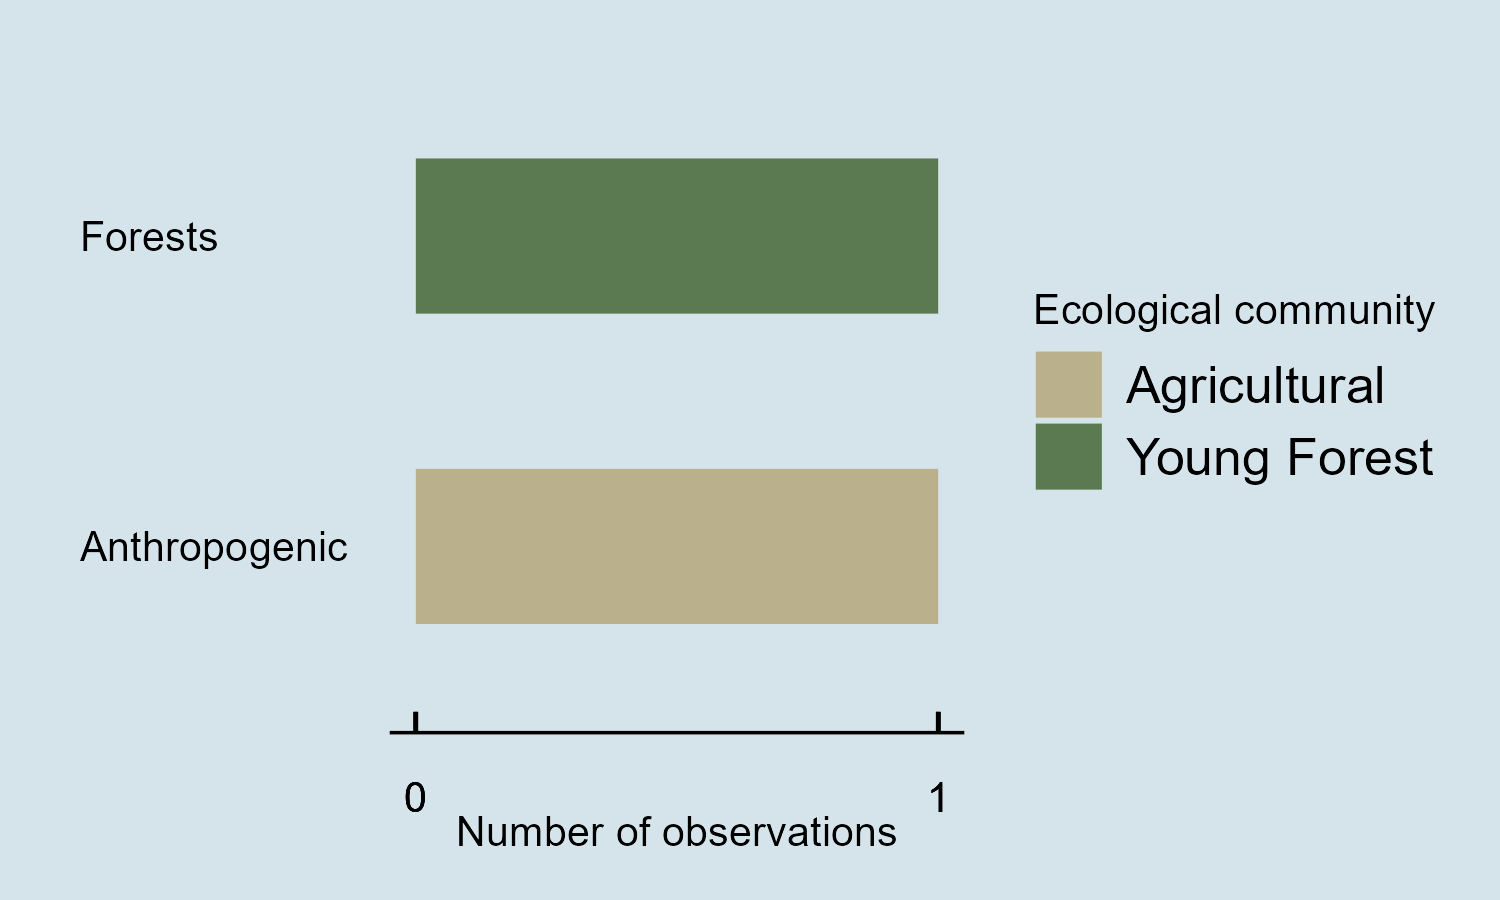 Forests
Anthropogenic
Ecological community
Agricultural
Young Forest
0 1
Number of observations